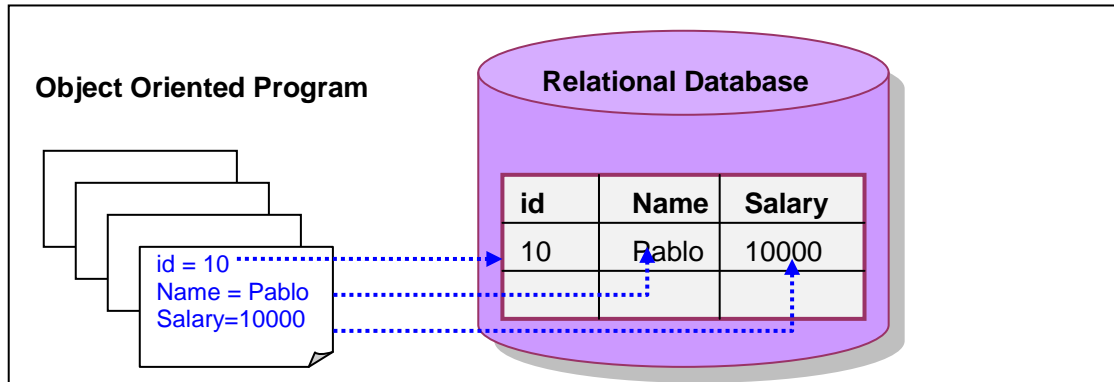 Object Oriented Program
Relational Database
id Name Salary
10 Pablo 10000
id = 10
Name = Pablo
Salary=10000